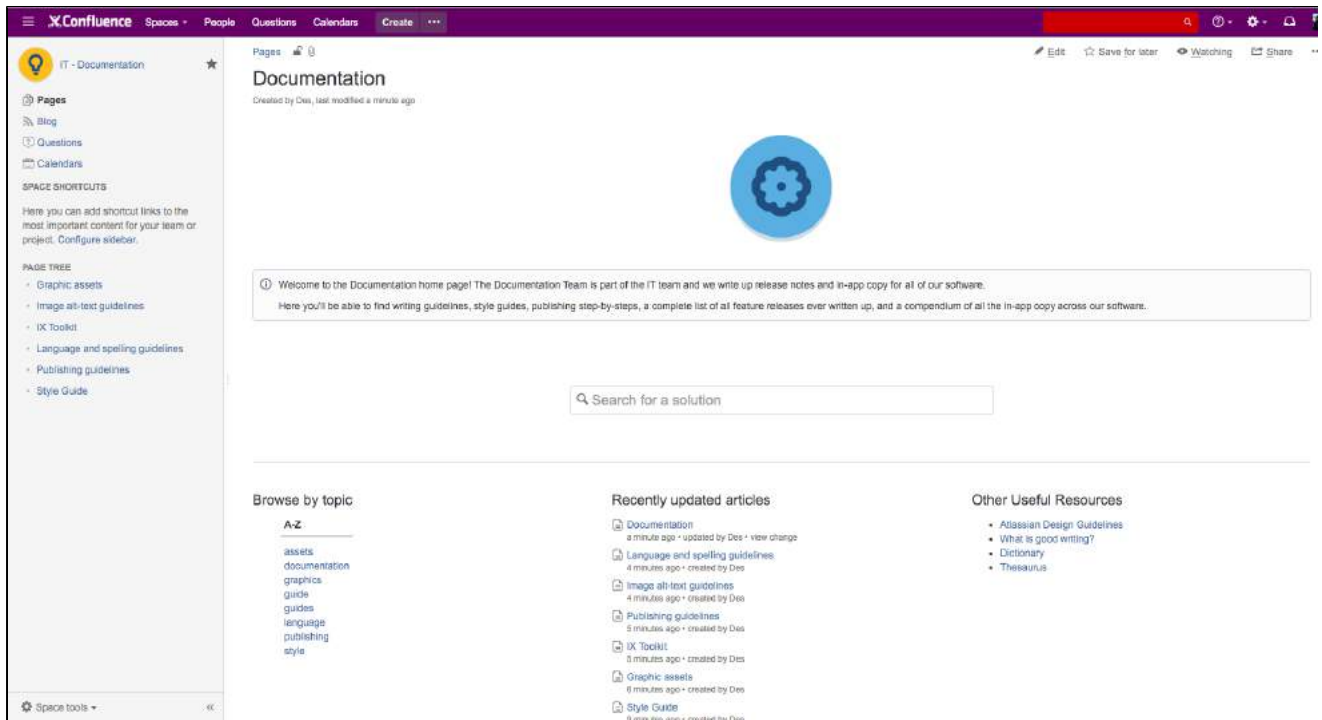 Confluence Spaces People Questions Calendars Create
IT - Documentation
Pages
Blog
Questions
Calendars
SPACE SHORTCUTS
Here you can add shortcut links to the
most important content for your team or
project. Configure sidebar.
PAGE TREE
Graphic assets
Image alt-text guidelines
IX Toolkit
Language and spelling guidelines
Publishing guidelines
Style Guide
Space tools
Pages
Edit Save for later Watching Share
Documentation
Created by Des, last modified a minute ago
Welcome to the Documentation home page! The Documentation Team is part of the IT team and we write up release notes and in-app copy for all of our software.
Here you'll be able to find writing guidelines, style guides, publishing step-by-steps, a complete list of all feature releases ever written up, and a compendium of all the in-app copy across our software.
Search for a solution
Browse by topic
A-Z
assets
documentation
graphics
guide
guides
language
publishing
style
Recently updated articles
Documentation
a minute ago • updated by Des • view change
Language and spelling guidelines
4 minutes ago • created by Des
Image alt-text guidelines
4 minutes ago • created by Des
Publishing guidelines
5 minutes ago • created by Des
IX Toolkit
5 minutes ago • created by Des
Graphic assets
6 minutes ago • created by Des
Style Guide
minutes ago • created by Des
Other Useful Resources
Atlassian Design Guidelines
What is good writing?
Dictionary
Thesaurus